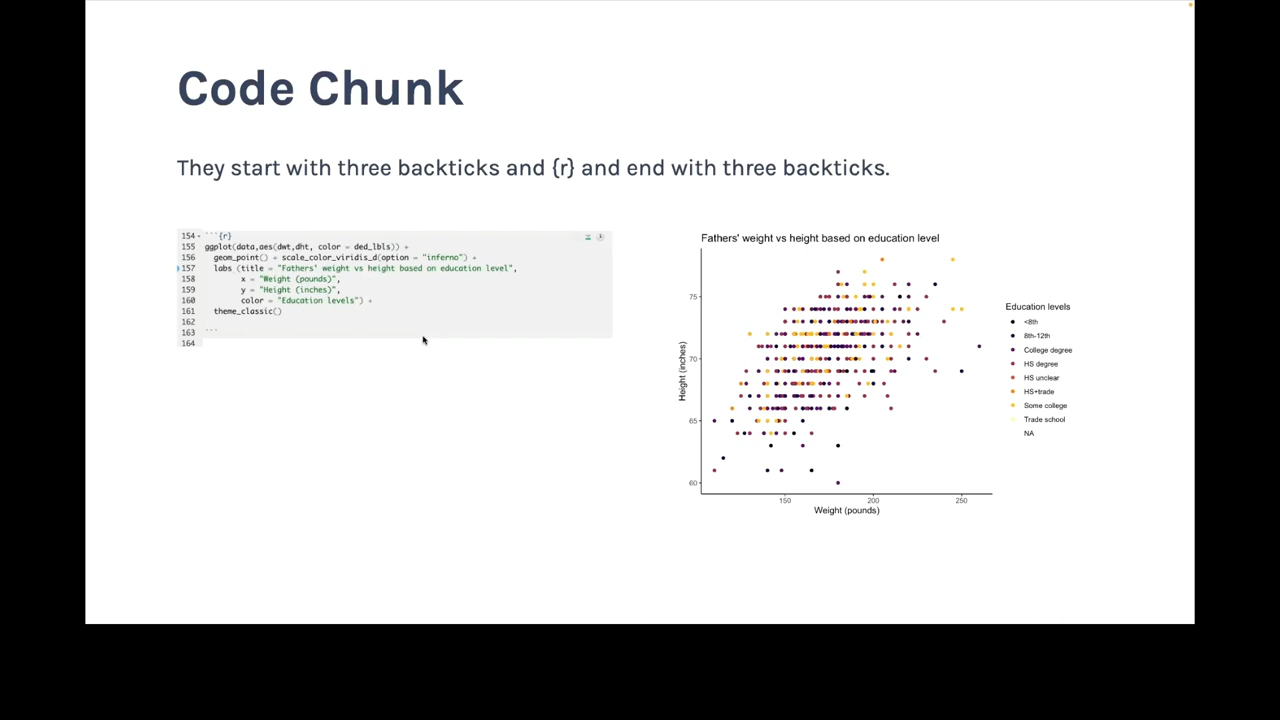 Code Chunk
They start with three backticks and {r} and end with three backticks.
154 ```{r}
155 ggplot(data,aes(dwt,dht, color = ded_lbls)) +
156   geom_point() + scale_color_viridis_d(option = "inferno") +
157   labs (title = "Fathers' weight vs height based on education level",
158         x = "Weight (pounds)",
159         y = "Height (inches)",
160         color = "Education levels") +
161   theme_classic()
162
163 ```
164
Fathers' weight vs height based on education level
75
70
65
60
Height (inches)
150 200 250
Weight (pounds)
Education levels
<8th
8th-12th
College degree
HS degree
HS unclear
HS+trade
Some college
Trade school
NA